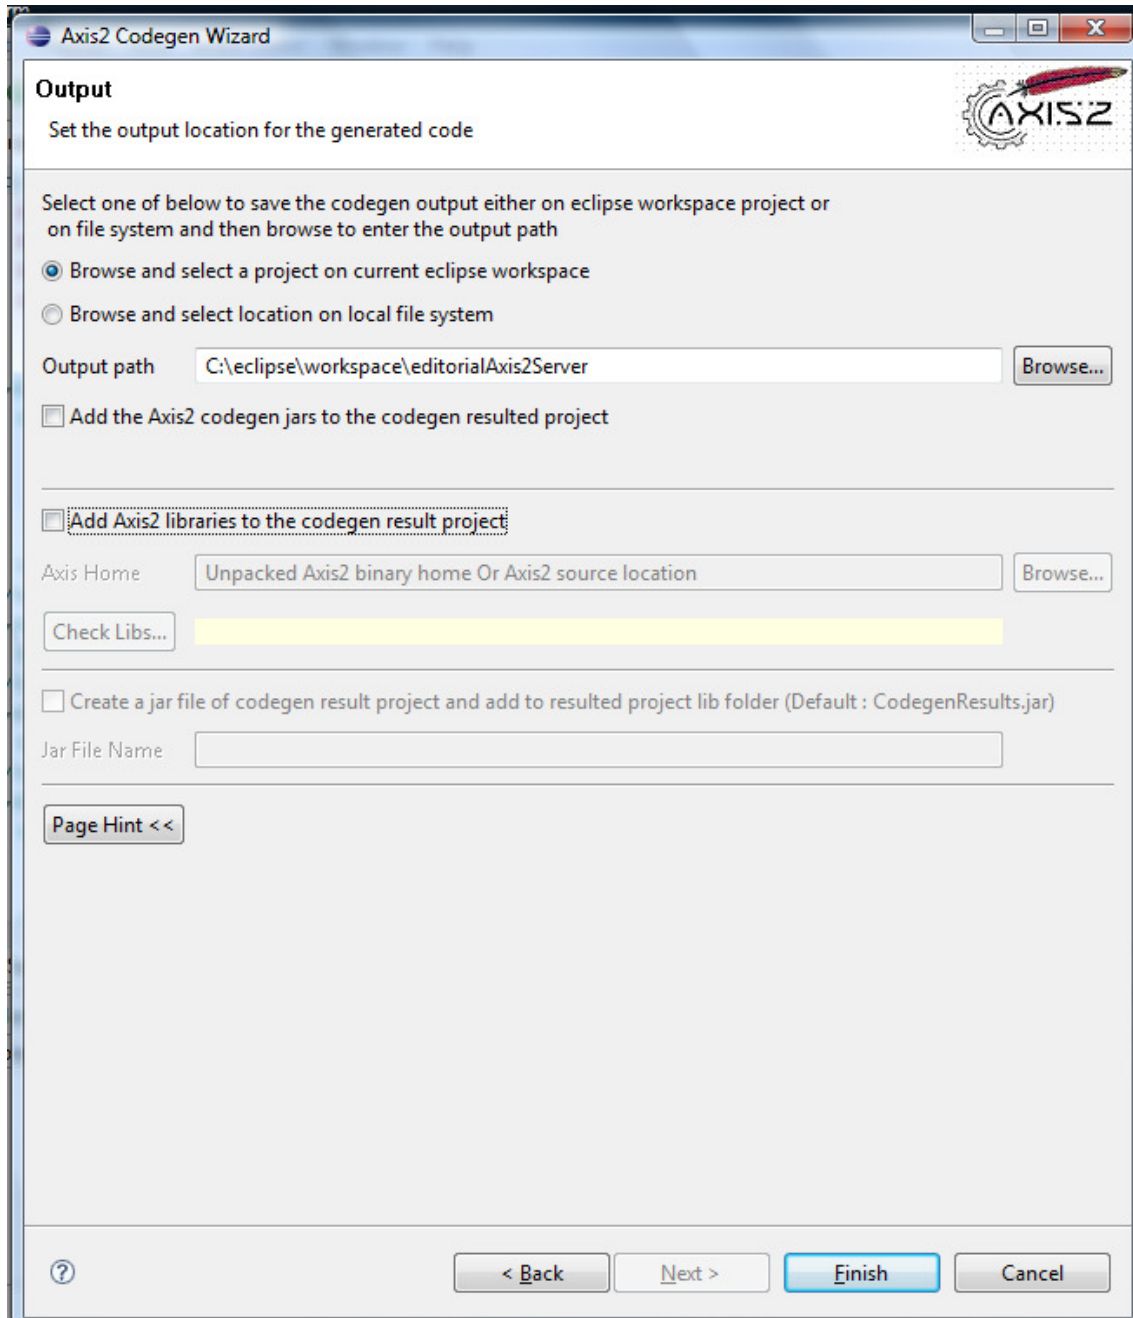 Axis2 Codegen Wizard
Output
Set the output location for the generated code
AXIS2
Select one of below to save the codegen output either on eclipse workspace project or
on file system and then browse to enter the output path
Browse and select a project on current eclipse workspace
Browse and select location on local file system
Output path C:\eclipse\workspace\editorialAxis2Server Browse...
Add the Axis2 codegen jars to the codegen resulted project
Add Axis2 libraries to the codegen result project
Axis Home Unpacked Axis2 binary home Or Axis2 source location Browse...
Check Libs...
Create a jar file of codegen result project and add to resulted project lib folder (Default : CodegenResults.jar)
Jar File Name
Page Hint <<
? < Back Next > Finish Cancel